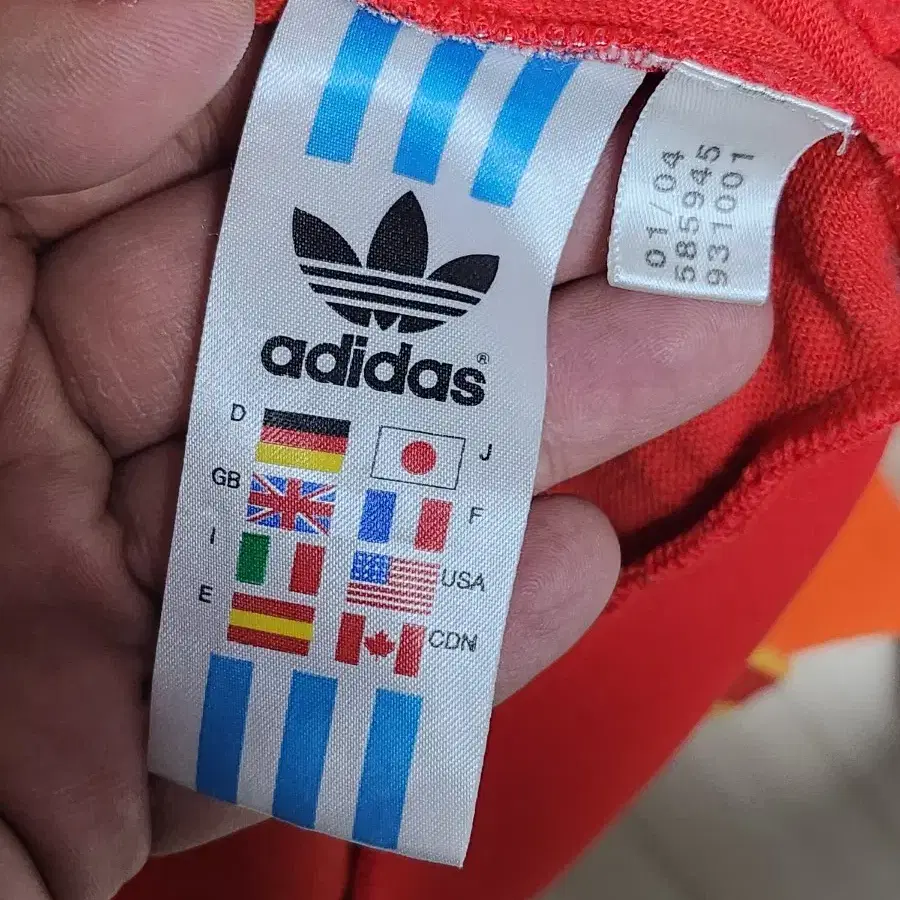 adidas®
D
J
GB
F
I
USA
E
CDN
01/04
585945
931001